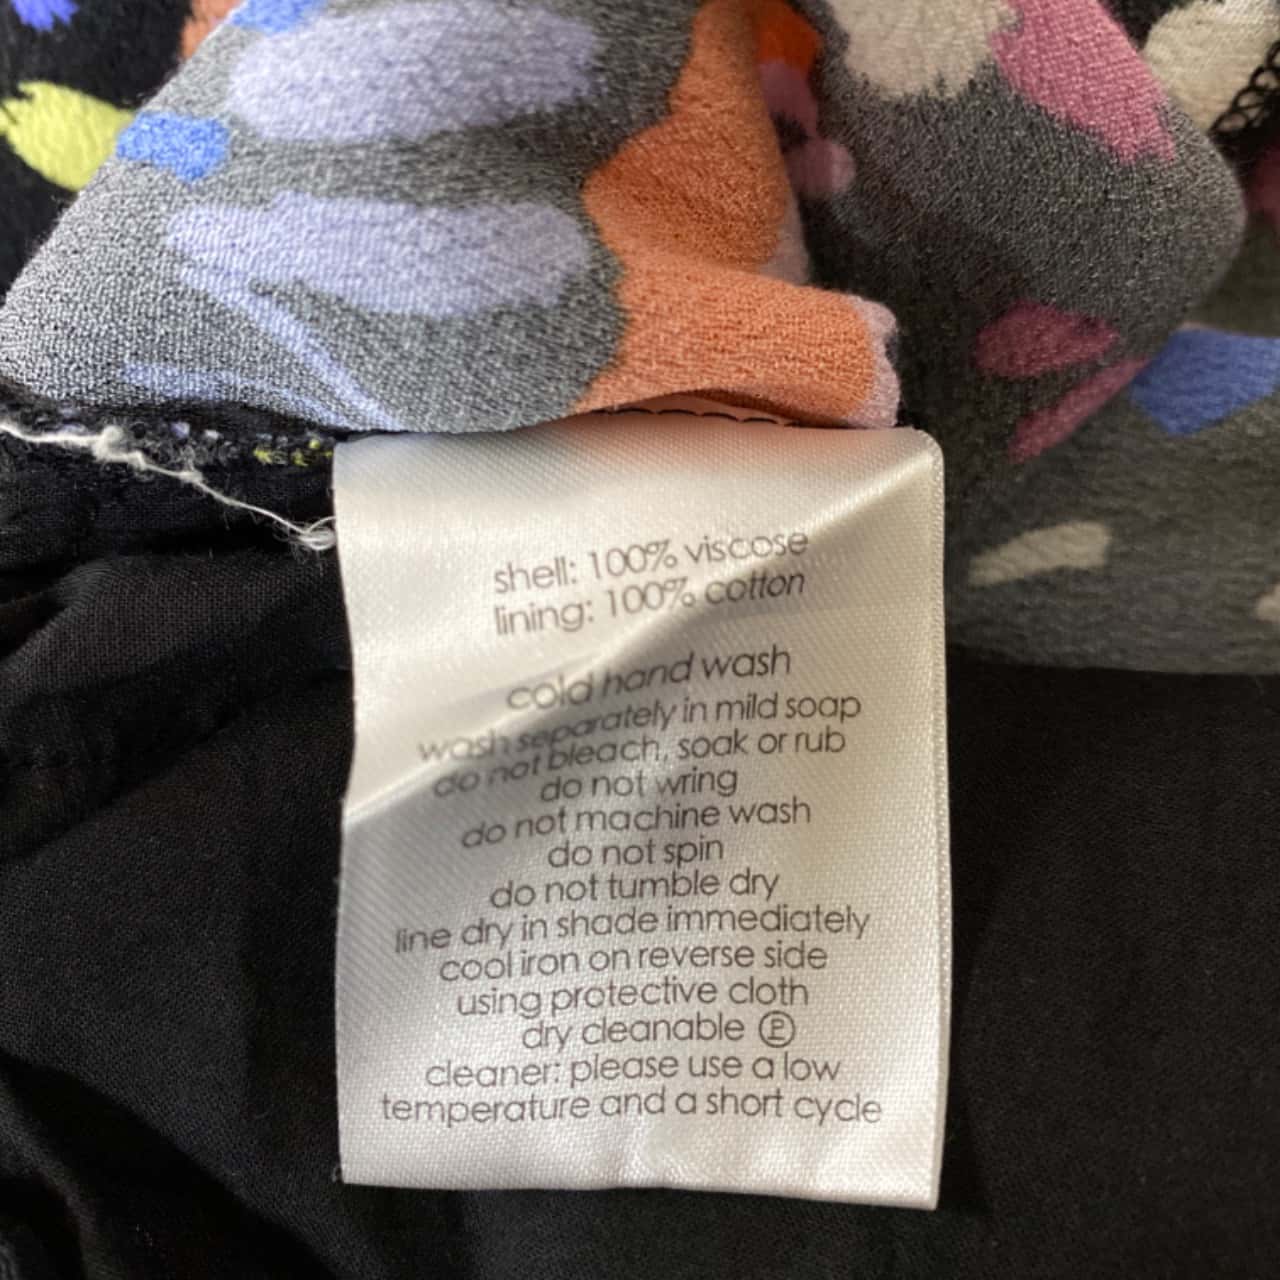 shell: 100% viscose
lining: 100% cotton
cold hand wash
wash separately in mild soap
do not bleach, soak or rub
do not wring
do not machine wash
do not spin
do not tumble dry
line dry in shade immediately
cool iron on reverse side
using protective cloth
dry cleanable Ⓟ
cleaner: please use a low
temperature and a short cycle